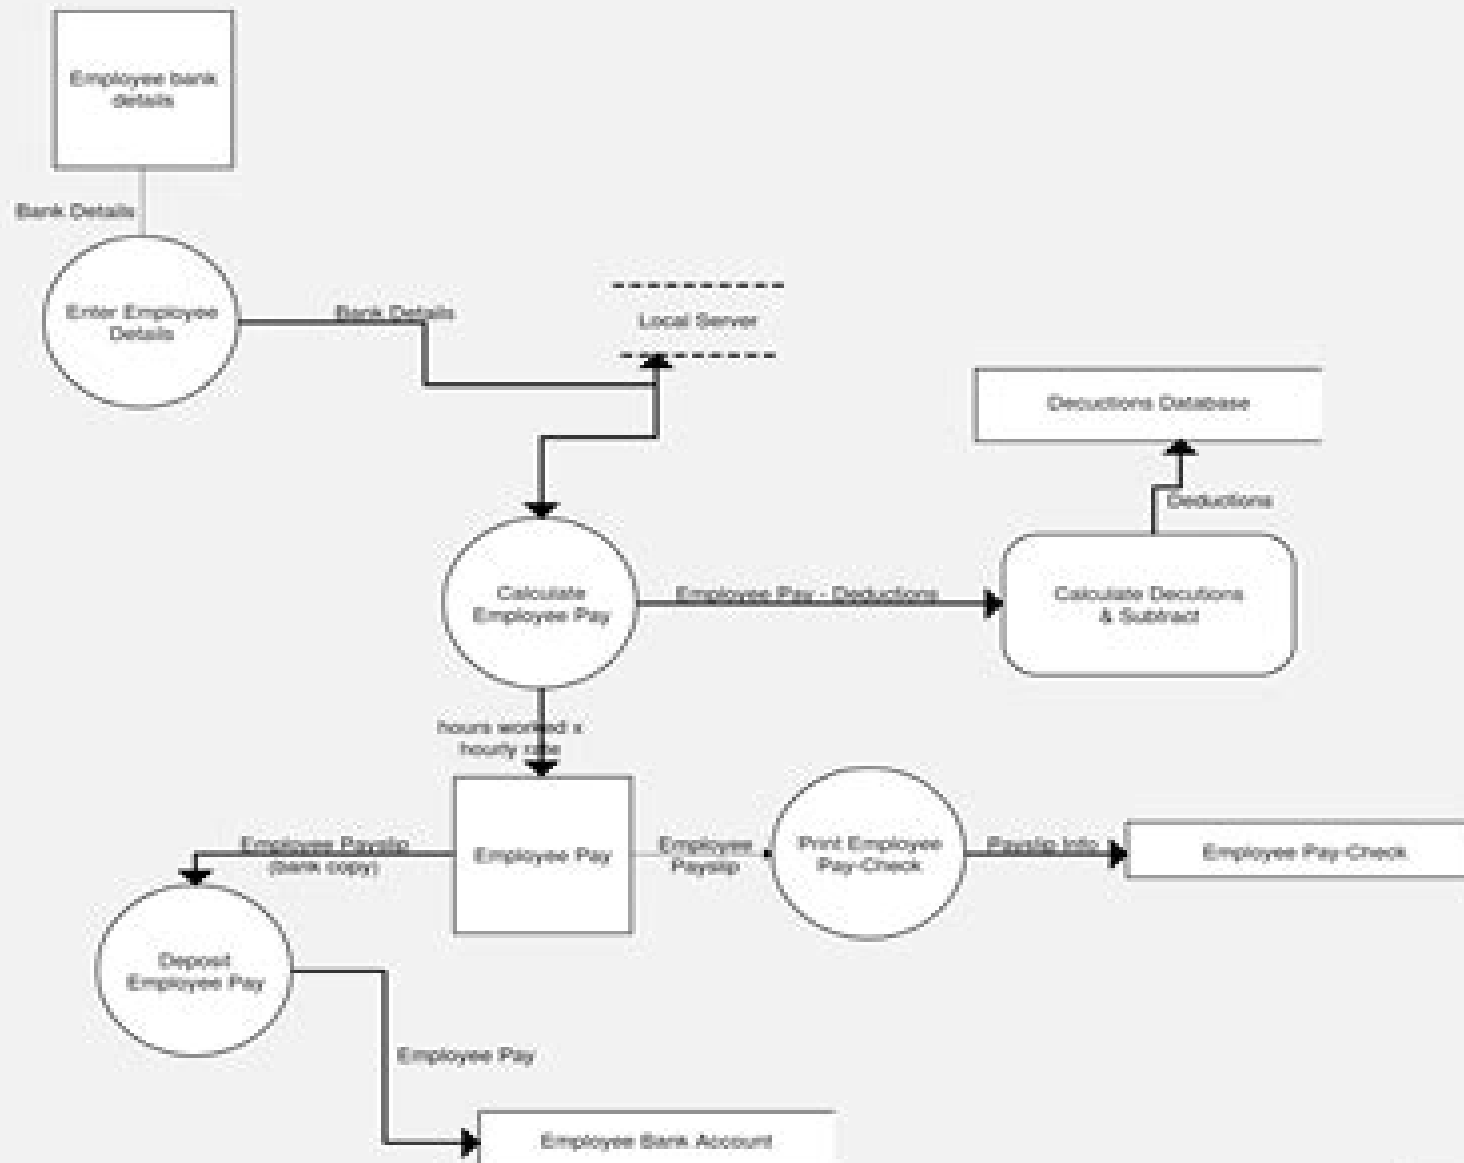 Employee bank
details
Bank Details
Enter Employee
Details
Bank Details
Local Server
Decuctions Database
Deductions
Calculate
Employee Pay
Employee Pay - Deductions
Calculate Decutions
& Subtract
hours worked x
hourly rate
Employee Payslip
(bank copy)
Employee Pay
Employee
Payslip
Print Employee
Pay-Check
Payslip Info
Employee Pay-Check
Deposit
Employee Pay
Employee Pay
Employee Bank Account